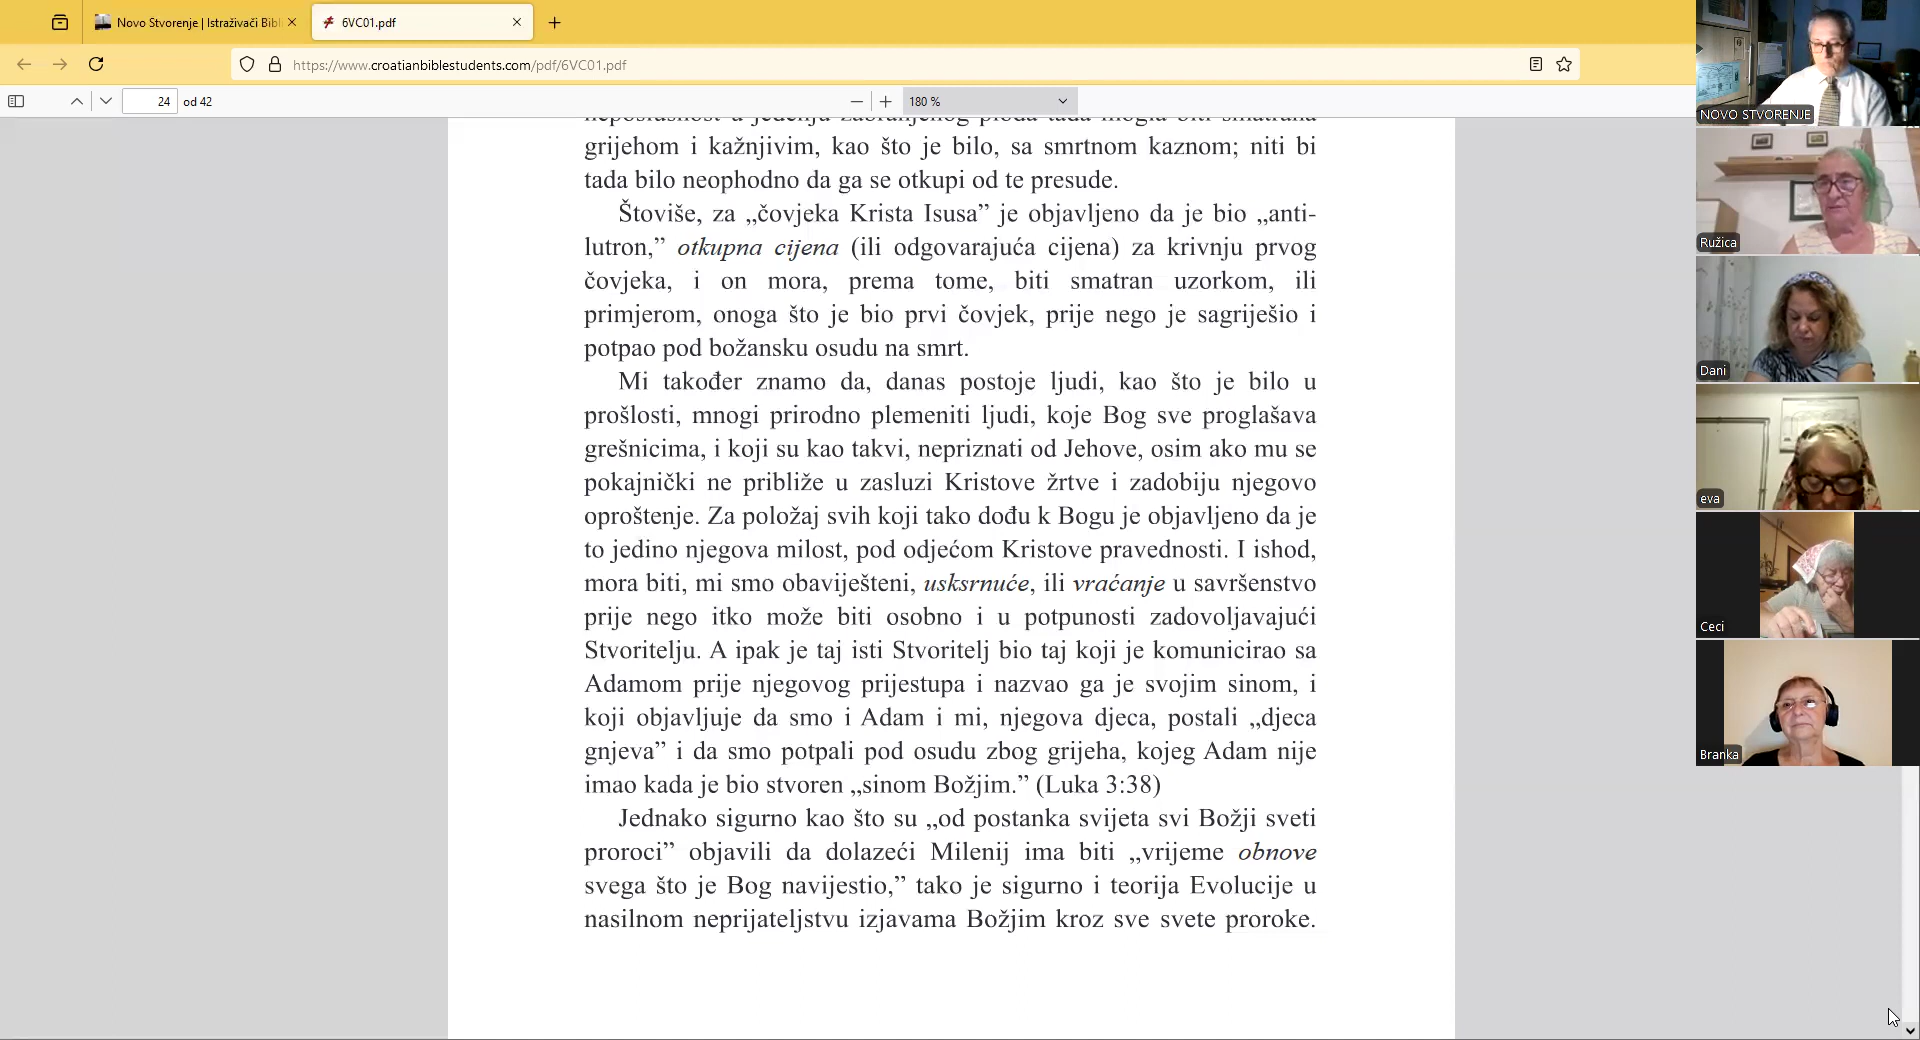 Novo Stvorenje | Istraživači Bibl
6VC01.pdf
https://www.croatianbiblestudents.com/pdf/6VC01.pdf
24 od 42
180 %
neposlušnost u jedenju zabranjenog ploda tada mogla biti smatrana
grijehom i kažnjivim, kao što je bilo, sa smrtnom kaznom; niti bi
tada bilo neophodno da ga se otkupi od te presude.
Štoviše, za „čovjeka Krista Isusa” je objavljeno da je bio „anti-
lutron,” otkupna cijena (ili odgovarajuća cijena) za krivnju prvog
čovjeka, i on mora, prema tome, biti smatran uzorkom, ili
primjerom, onoga što je bio prvi čovjek, prije nego je sagriješio i
potpao pod božansku osudu na smrt.
Mi također znamo da, danas postoje ljudi, kao što je bilo u
prošlosti, mnogi prirodno plemeniti ljudi, koje Bog sve proglašava
grešnicima, i koji su kao takvi, nepriznati od Jehove, osim ako mu se
pokajnički ne približe u zasluzi Kristove žrtve i zadobiju njegovo
oproštenje. Za položaj svih koji tako dođu k Bogu je objavljeno da je
to jedino njegova milost, pod odjećom Kristove pravednosti. I ishod,
mora biti, mi smo obaviješteni, usksrnuće, ili vraćanje u savršenstvo
prije nego itko može biti osobno i u potpunosti zadovoljavajući
Stvoritelju. A ipak je taj isti Stvoritelj bio taj koji je komunicirao sa
Adamom prije njegovog prijestupa i nazvao ga je svojim sinom, i
koji objavljuje da smo i Adam i mi, njegova djeca, postali „djeca
gnjeva” i da smo potpali pod osudu zbog grijeha, kojeg Adam nije
imao kada je bio stvoren „sinom Božjim.” (Luka 3:38)
Jednako sigurno kao što su „od postanka svijeta svi Božji sveti
proroci” objavili da dolazeći Milenij ima biti „vrijeme obnove
svega što je Bog navijestio,” tako je sigurno i teorija Evolucije u
nasilnom neprijateljstvu izjavama Božjim kroz sve svete proroke.
NOVO STVORENJE
Ružica
Dani
eva
Ceci
Branka